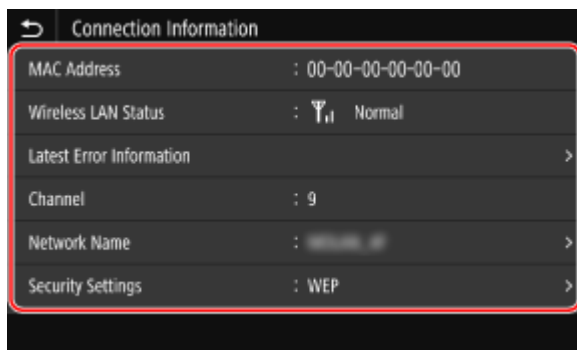 Connection Information
MAC Address : 00-00-00-00-00-00
Wireless LAN Status : Normal
Latest Error Information >
Channel : 9
Network Name : >
Security Settings : WEP >